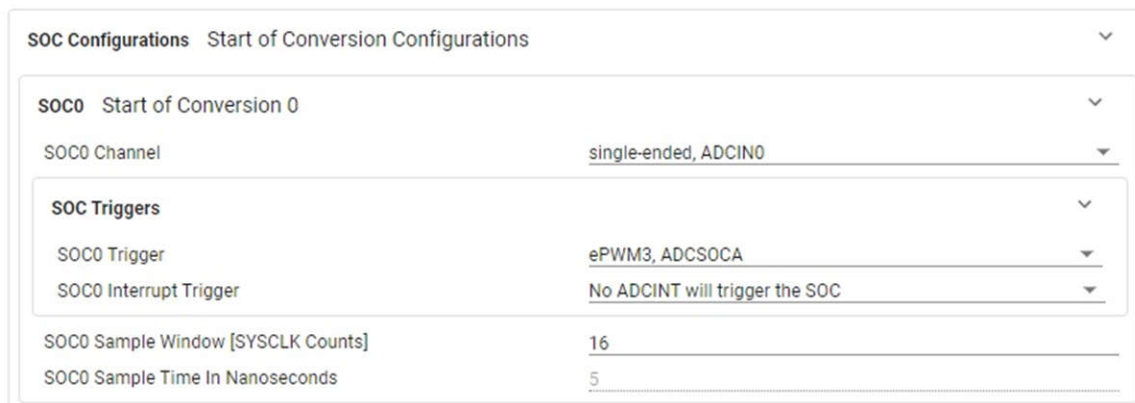 SOC Configurations Start of Conversion Configurations
SOC0 Start of Conversion 0
SOC0 Channel single-ended, ADCIN0
SOC Triggers
SOC0 Trigger ePWM3, ADCSOCA
SOC0 Interrupt Trigger No ADCINT will trigger the SOC
SOC0 Sample Window [SYSCLK Counts] 16
SOC0 Sample Time In Nanoseconds 5